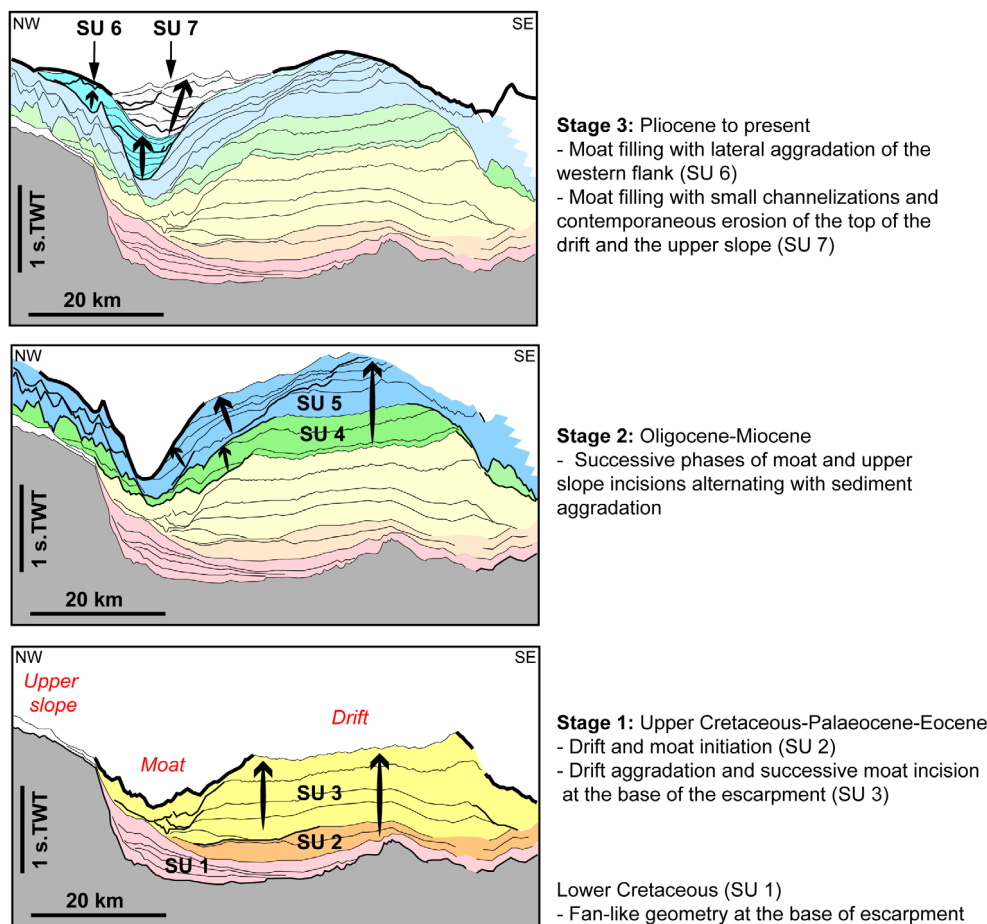 NW
SU 6
SU 7
SE
1 s.TWT
20 km
Stage 3: Pliocene to present
- Moat filling with lateral aggradation of the
western flank (SU 6)
- Moat filling with small channelizations and
contemporaneous erosion of the top of the
drift and the upper slope (SU 7)
NW
SE
SU 5
SU 4
1 s.TWT
20 km
Stage 2: Oligocene-Miocene
- Successive phases of moat and upper
slope incisions alternating with sediment
aggradation
NW
SE
Upper
slope
Drift
Moat
SU 3
SU 2
SU 1
1 s.TWT
20 km
Stage 1: Upper Cretaceous-Palaeocene-Eocene
- Drift and moat initiation (SU 2)
- Drift aggradation and successive moat incision
at the base of the escarpment (SU 3)
Lower Cretaceous (SU 1)
- Fan-like geometry at the base of escarpment